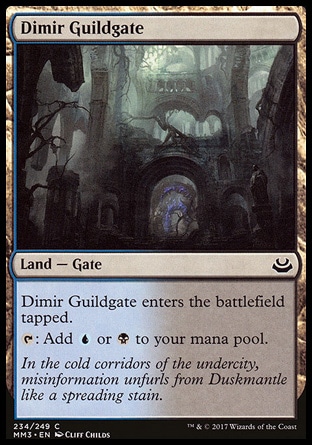 Dimir Guildgate
Land — Gate
Dimir Guildgate enters the battlefield
tapped.
: Add or to your mana pool.
In the cold corridors of the undercity,
misinformation unfurls from Duskmantle
like a spreading stain.
234/249 C
MM3 • EN Cliff Childs
™ & © 2017 Wizards of the Coast